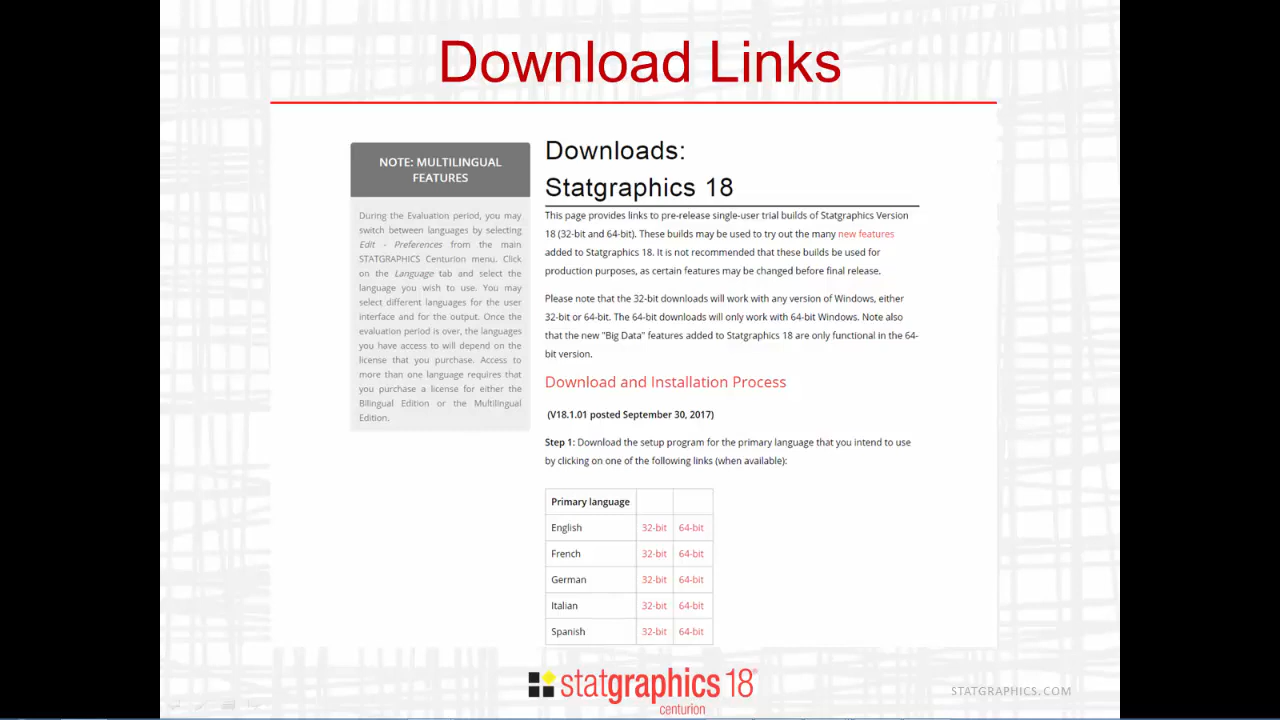 Download Links
NOTE: MULTILINGUAL
FEATURES
During the Evaluation period, you may
switch between languages by selecting
Edit - Preferences from the main
STATGRAPHICS Centurion menu. Click
on the Language tab and select the
language you wish to use. You may
select different languages for the user
interface and for the output. Once the
evaluation period is over, the languages
you have access to will depend on the
license that you purchase. Access to
more than one language requires that
you purchase a license for either the
Bilingual Edition or the Multilingual
Edition.
Downloads:
Statgraphics 18
This page provides links to pre-release single-user trial builds of Statgraphics Version
18 (32-bit and 64-bit). These builds may be used to try out the many new features
added to Statgraphics 18. It is not recommended that these builds be used for
production purposes, as certain features may be changed before final release.
Please note that the 32-bit downloads will work with any version of Windows, either
32-bit or 64-bit. The 64-bit downloads will only work with 64-bit Windows. Note also
that the new "Big Data" features added to Statgraphics 18 are only functional in the 64-
bit version.
Download and Installation Process
(V18.1.01 posted September 30, 2017)
Step 1: Download the setup program for the primary language that you intend to use
by clicking on one of the following links (when available):
Primary language
English 32-bit 64-bit
French 32-bit 64-bit
German 32-bit 64-bit
Italian 32-bit 64-bit
Spanish 32-bit 64-bit
statgraphics 18®
centurion
STATGRAPHICS.COM